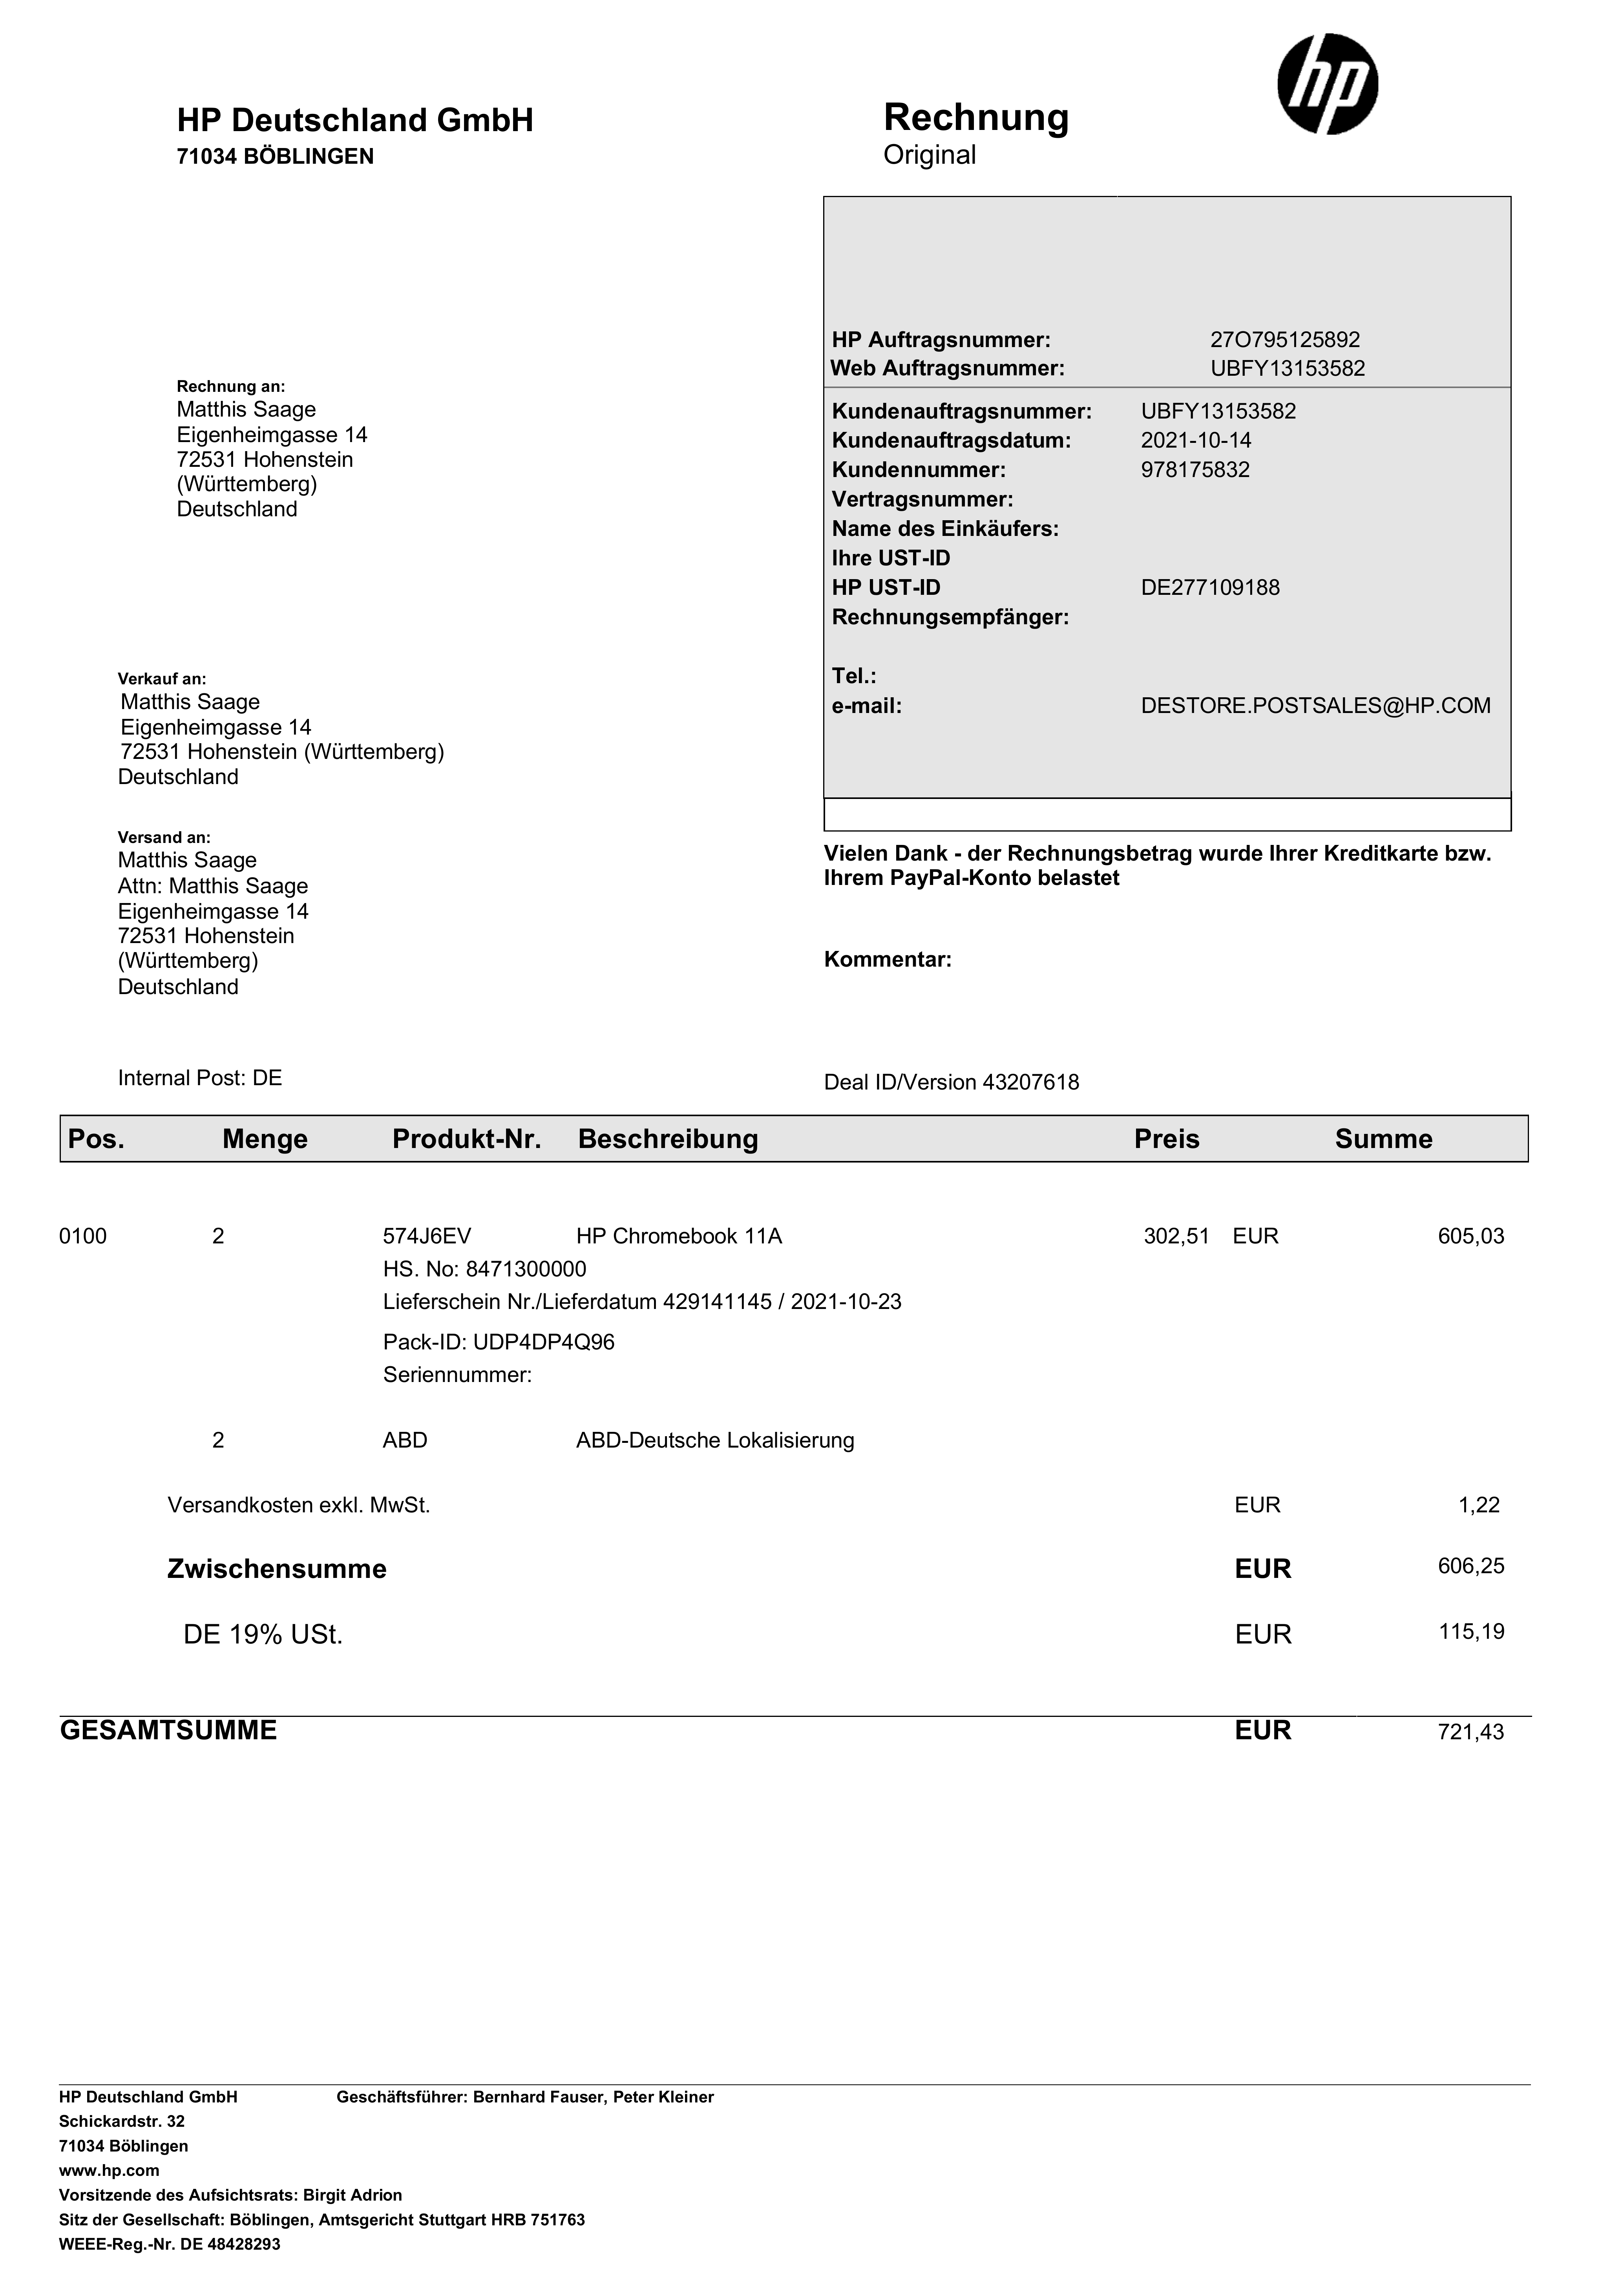 hp
HP Deutschland GmbH
71034 BÖBLINGEN
Rechnung
Original
HP Auftragsnummer: 27O795125892
Web Auftragsnummer: UBFY13153582
Rechnung an:
Matthis Saage
Eigenheimgasse 14
72531 Hohenstein
(Württemberg)
Deutschland
Kundenauftragsnummer: UBFY13153582
Kundenauftragsdatum: 2021-10-14
Kundennummer: 978175832
Vertragsnummer:
Name des Einkäufers:
Ihre UST-ID
HP UST-ID DE277109188
Rechnungsempfänger:
Tel.:
e-mail: DESTORE.POSTSALES@HP.COM
Verkauf an:
Matthis Saage
Eigenheimgasse 14
72531 Hohenstein (Württemberg)
Deutschland
Versand an:
Matthis Saage
Attn: Matthis Saage
Eigenheimgasse 14
72531 Hohenstein
(Württemberg)
Deutschland
Vielen Dank - der Rechnungsbetrag wurde Ihrer Kreditkarte bzw.
Ihrem PayPal-Konto belastet
Kommentar:
Internal Post: DE
Deal ID/Version 43207618
Pos. Menge Produkt-Nr. Beschreibung Preis Summe
0100 2 574J6EV HP Chromebook 11A 302,51 EUR 605,03
HS. No: 8471300000
Lieferschein Nr./Lieferdatum 429141145 / 2021-10-23
Pack-ID: UDP4DP4Q96
Seriennummer:
2 ABD ABD-Deutsche Lokalisierung
Versandkosten exkl. MwSt. EUR 1,22
Zwischensumme EUR 606,25
DE 19% USt. EUR 115,19
GESAMTSUMME EUR 721,43
HP Deutschland GmbH Geschäftsführer: Bernhard Fauser, Peter Kleiner
Schickardstr. 32
71034 Böblingen
www.hp.com
Vorsitzende des Aufsichtsrats: Birgit Adrion
Sitz der Gesellschaft: Böblingen, Amtsgericht Stuttgart HRB 751763
WEEE-Reg.-Nr. DE 48428293